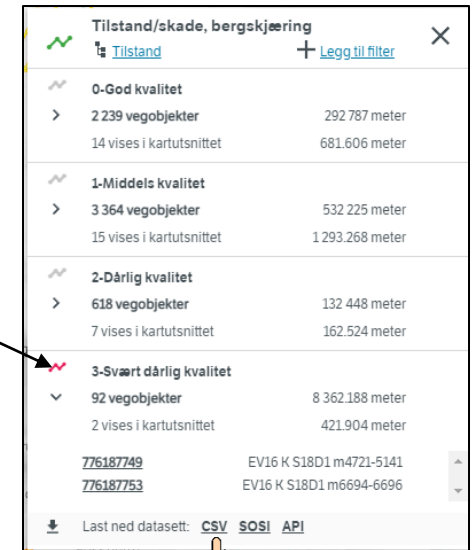 Tilstand/skade, bergskjæring
Tilstand + Legg til filter
0-God kvalitet
2 239 vegobjekter 292 787 meter
14 vises i kartutsnittet 681.606 meter
1-Middels kvalitet
3 364 vegobjekter 532 225 meter
15 vises i kartutsnittet 1 293.268 meter
2-Dårlig kvalitet
618 vegobjekter 132 448 meter
7 vises i kartutsnittet 162.524 meter
3-Svært dårlig kvalitet
92 vegobjekter 8 362.188 meter
2 vises i kartutsnittet 421.904 meter
776187749 EV16 K S18D1 m4721-5141
776187753 EV16 K S18D1 m6694-6696
Last ned datasett: CSV SOSI API